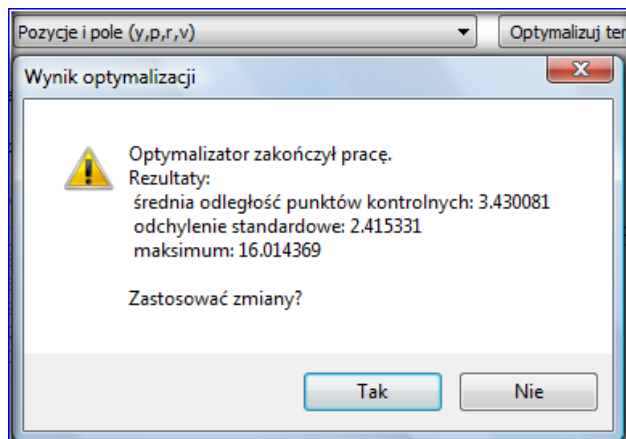 Pozycje i pole (y,p,r,v)
Optymalizuj
Wynik optymalizacji
Optymalizator zakończył pracę.
Rezultaty:
średnia odległość punktów kontrolnych: 3.430081
odchylenie standardowe: 2.415331
maksimum: 16.014369
Zastosować zmiany?
Tak
Nie